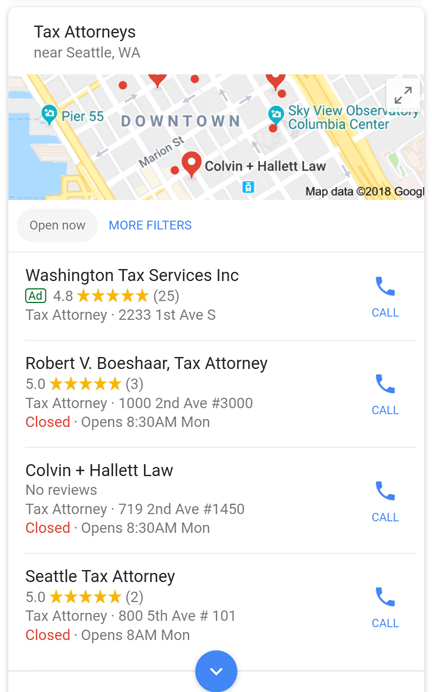 Tax Attorneys
near Seattle, WA
Pier 55
DOWNTOWN
Sky View Observatory
Columbia Center
Marion St
Colvin + Hallett Law
Map data ©2018 Googl
Open now MORE FILTERS
Washington Tax Services Inc
Ad 4.8 ★★★★★ (25)
Tax Attorney · 2233 1st Ave S
CALL
Robert V. Boeshaar, Tax Attorney
5.0 ★★★★★ (3)
Tax Attorney · 1000 2nd Ave #3000
CALL
Closed · Opens 8:30AM Mon
Colvin + Hallett Law
No reviews
Tax Attorney · 719 2nd Ave #1450
CALL
Closed · Opens 8:30AM Mon
Seattle Tax Attorney
5.0 ★★★★★ (2)
Tax Attorney · 800 5th Ave # 101
CALL
Closed · Opens 8AM Mon